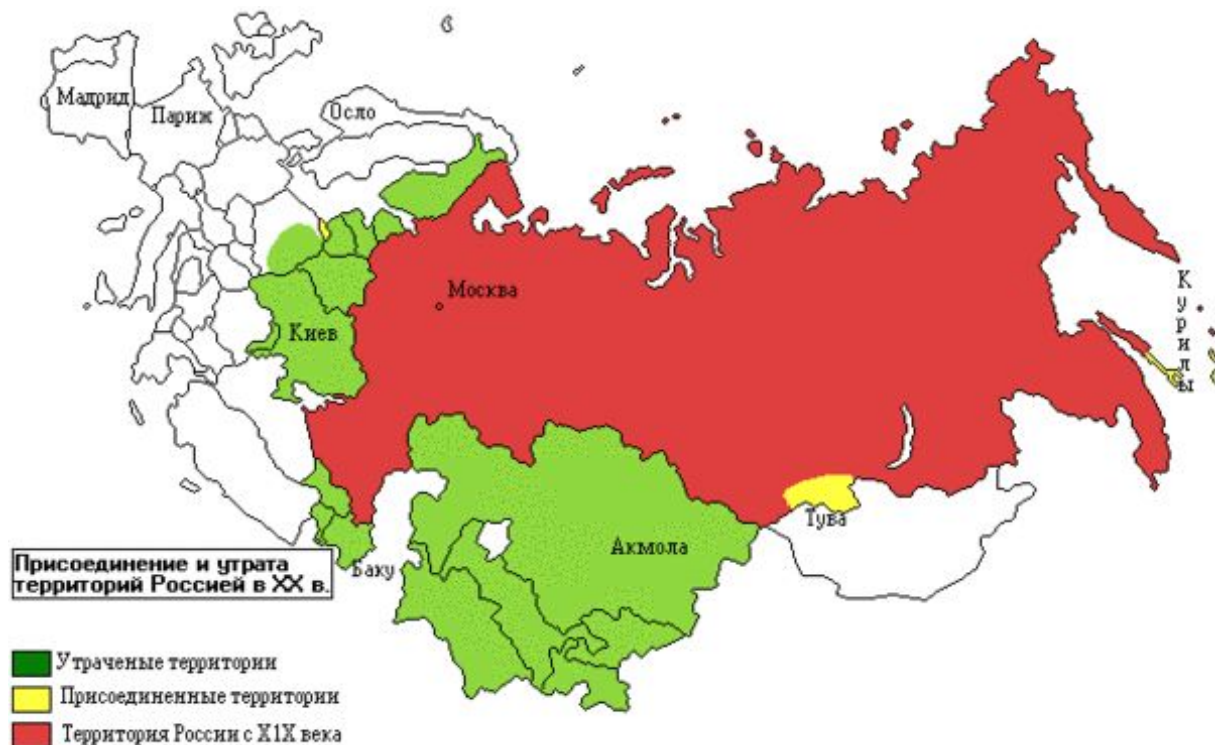 Мадрид
Париж
Осло
Москва
Киев
Курилы
Акмола
Тува
Баку
Присоединение и утрата
территорий Россией в XX в.
Утраченые территории
Присоединенные территории
Территория России с X1X века